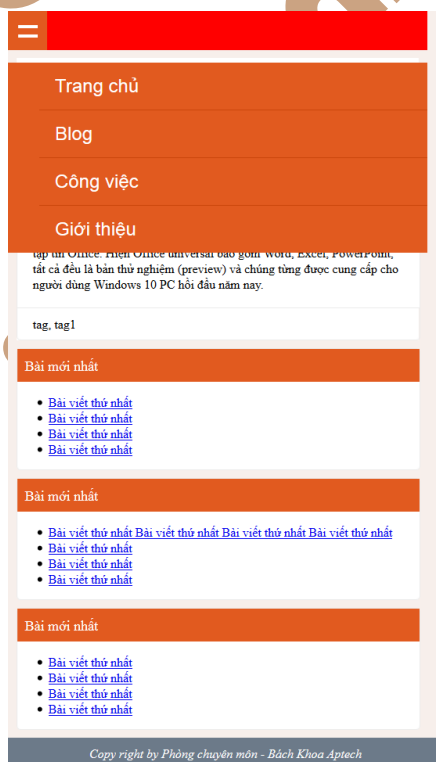 Trang chủ
Blog
Công việc
Giới thiệu
tập tin Office. Hiện Office universal bao gồm Word, Excel, PowerPoint,
tất cả đều là bản thử nghiệm (preview) và chúng từng được cung cấp cho
người dùng Windows 10 PC hồi đầu năm nay.
tag, tag1
Bài mới nhất
Bài viết thứ nhất
Bài viết thứ nhất
Bài viết thứ nhất
Bài viết thứ nhất
Bài mới nhất
Bài viết thứ nhất Bài viết thứ nhất Bài viết thứ nhất Bài viết thứ nhất
Bài viết thứ nhất
Bài viết thứ nhất
Bài viết thứ nhất
Bài mới nhất
Bài viết thứ nhất
Bài viết thứ nhất
Bài viết thứ nhất
Bài viết thứ nhất
Copy right by Phòng chuyên môn - Bách Khoa Aptech